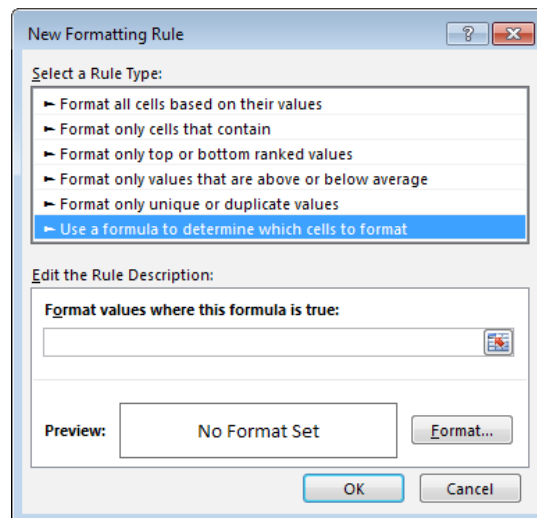 New Formatting Rule
Select a Rule Type:
► Format all cells based on their values
► Format only cells that contain
► Format only top or bottom ranked values
► Format only values that are above or below average
► Format only unique or duplicate values
► Use a formula to determine which cells to format
Edit the Rule Description:
Format values where this formula is true:
Preview:
No Format Set
Format...
OK
Cancel